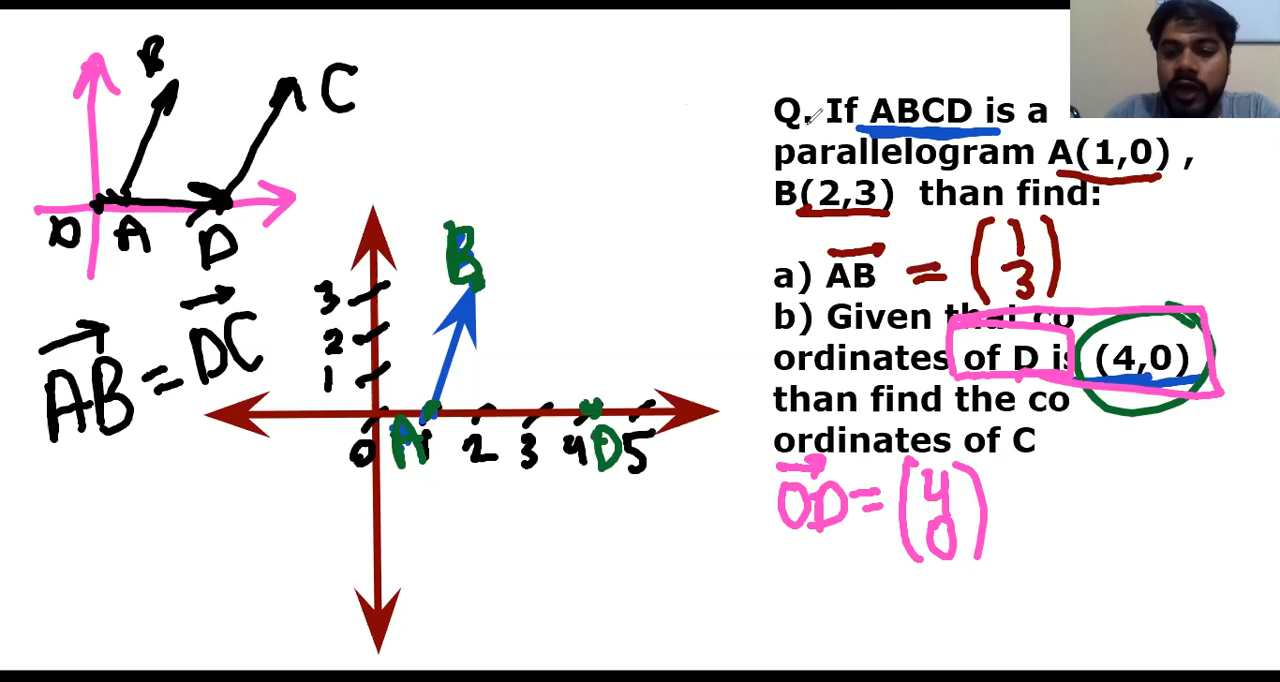 B
C
O A D
AB = DC
3
2
1
B
0 A 1 2 3 4 D 5
Q. If ABCD is a
parallelogram A(1,0) ,
B(2,3) than find:
a) AB = (1 3)
b) Given that co
ordinates of D is (4,0)
than find the co
ordinates of C
OD = (4 0)